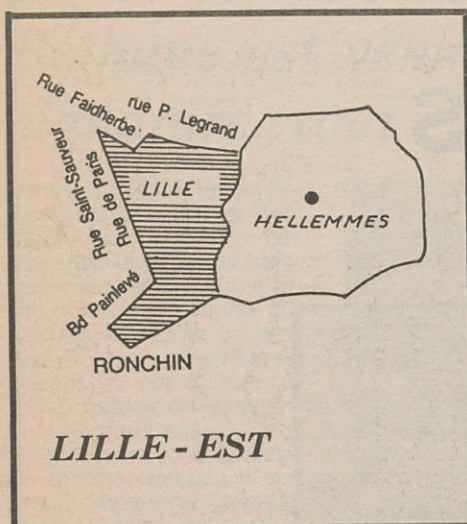 Rue Faidherbe
rue P. Legrand
Rue Saint-Sauveur
Rue de Paris
LILLE
HELLEMMES
Bd Painlevé
RONCHIN
LILLE - EST